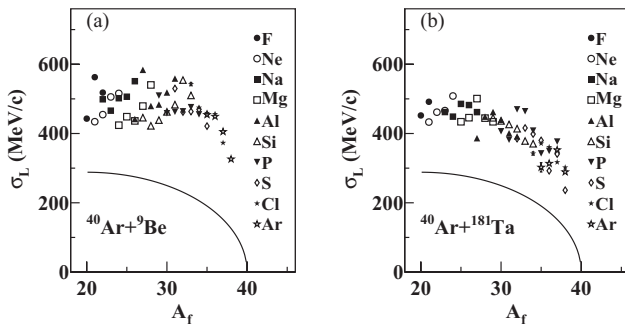 (a)
σL (MeV/c)
600
400
200
0
20
30
40
Af
F
Ne
Na
Mg
Al
Si
P
S
Cl
Ar
40Ar+9Be
(b)
σL (MeV/c)
600
400
200
0
20
30
40
Af
F
Ne
Na
Mg
Al
Si
P
S
Cl
Ar
40Ar+181Ta